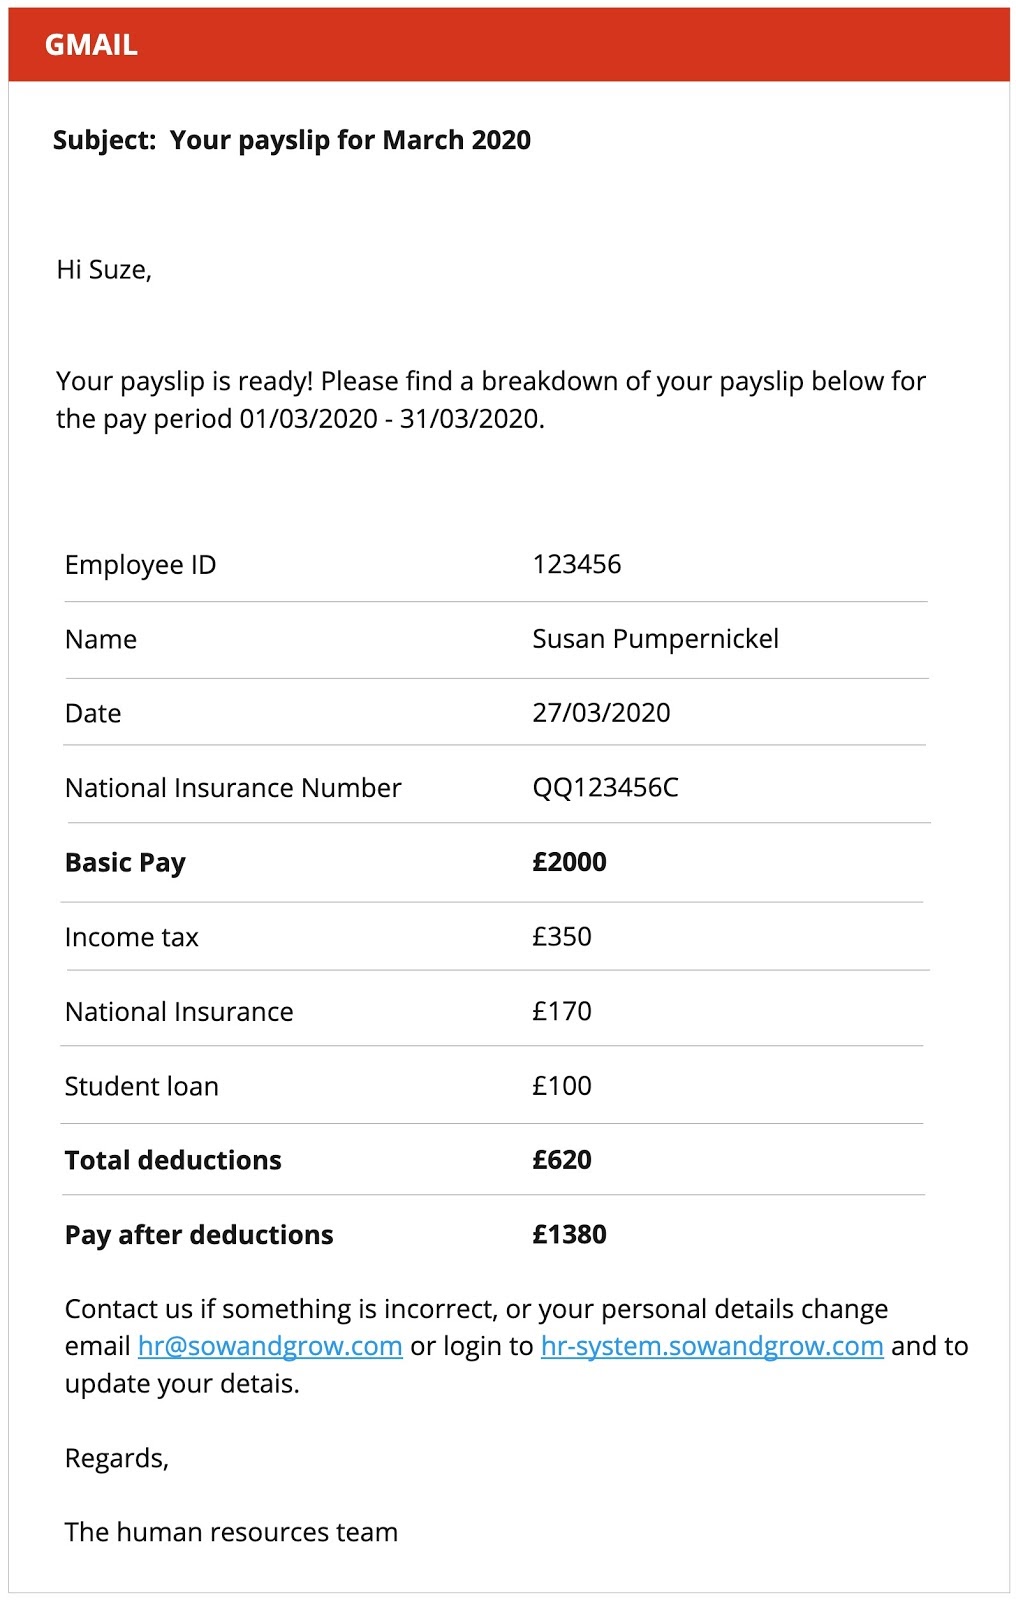 GMAIL
Subject:  Your payslip for March 2020
Hi Suze,
Your payslip is ready! Please find a breakdown of your payslip below for
the pay period 01/03/2020 - 31/03/2020.
Employee ID 123456
Name Susan Pumpernickel
Date 27/03/2020
National Insurance Number QQ123456C
Basic Pay £2000
Income tax £350
National Insurance £170
Student loan £100
Total deductions £620
Pay after deductions £1380
Contact us if something is incorrect, or your personal details change
email hr@sowandgrow.com or login to hr-system.sowandgrow.com and to
update your detais.
Regards,
The human resources team